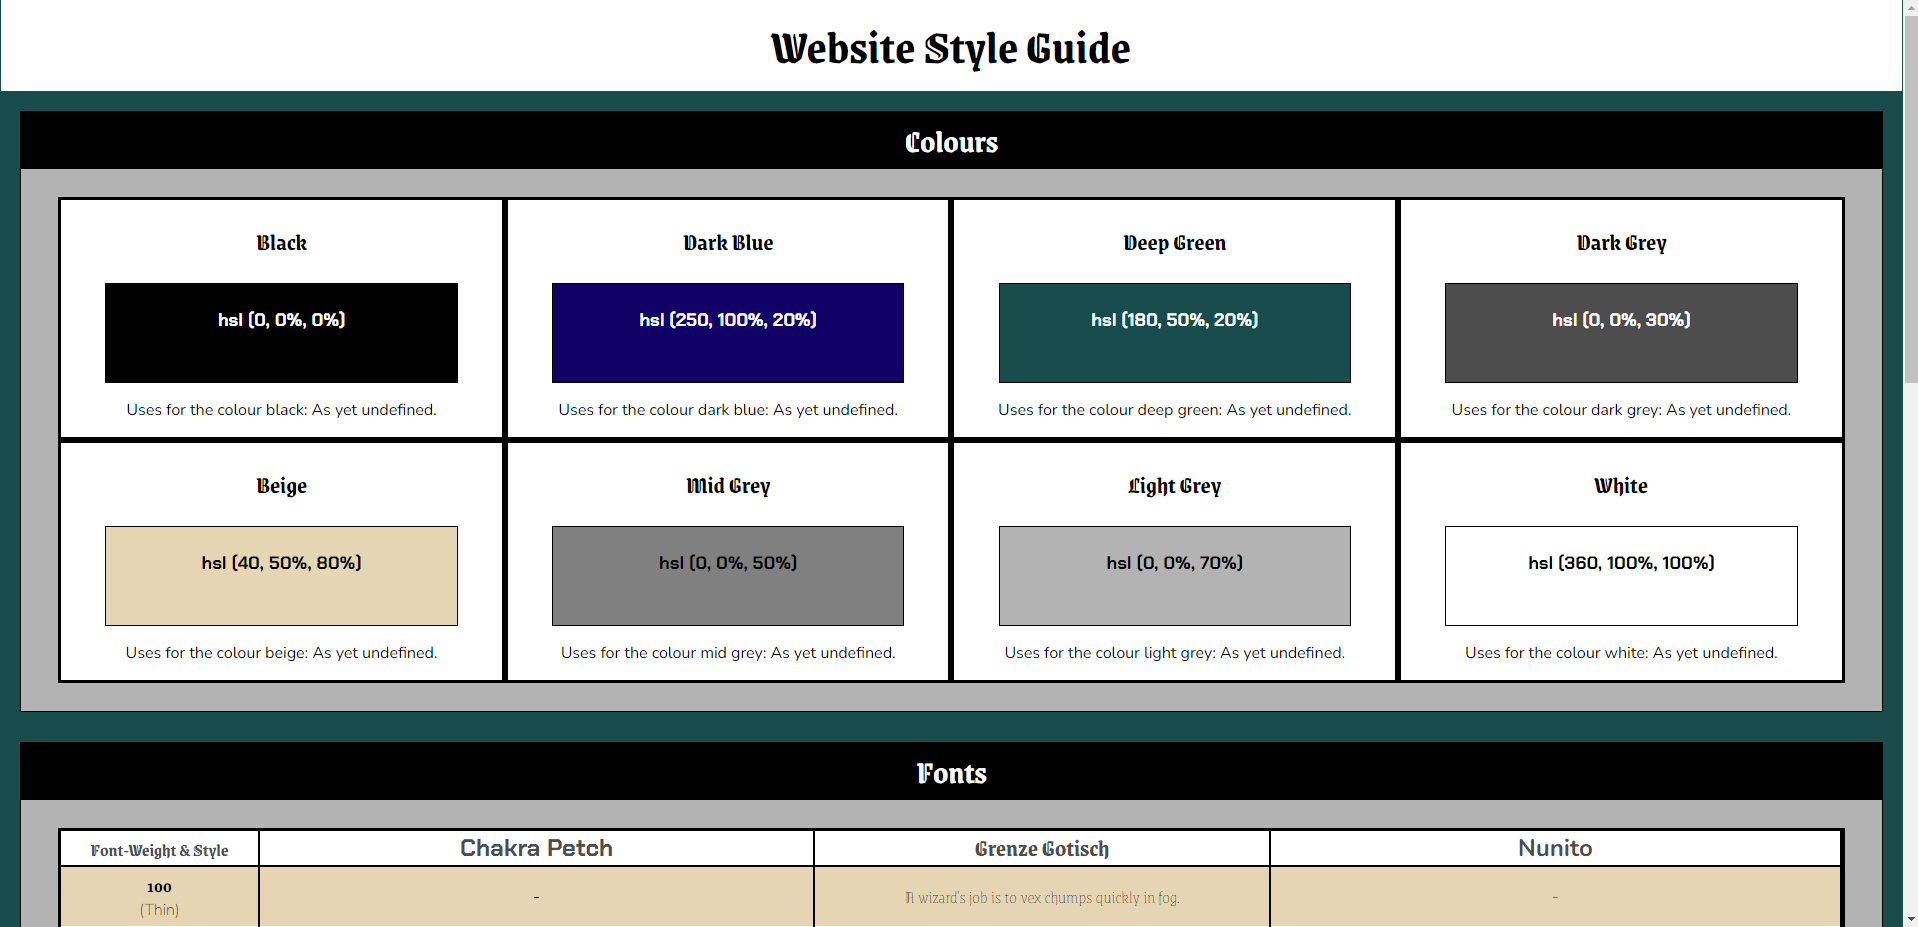 Website Style Guide
Colours
Black
Dark Blue
Deep Green
Dark Grey
hsl (0, 0%, 0%)
hsl (250, 100%, 20%)
hsl (180, 50%, 20%)
hsl (0, 0%, 30%)
Uses for the colour black: As yet undefined.
Uses for the colour dark blue: As yet undefined.
Uses for the colour deep green: As yet undefined.
Uses for the colour dark grey: As yet undefined.
Beige
Mid Grey
Light Grey
White
hsl (40, 50%, 80%)
hsl (0, 0%, 50%)
hsl (0, 0%, 70%)
hsl (360, 100%, 100%)
Uses for the colour beige: As yet undefined.
Uses for the colour mid grey: As yet undefined.
Uses for the colour light grey: As yet undefined.
Uses for the colour white: As yet undefined.
Fonts
Font-Weight & Style
Chakra Petch
Grenze Gotisch
Nunito
100
(Thin)
-
A wizard's job is to vex chumps quickly in fog.
-